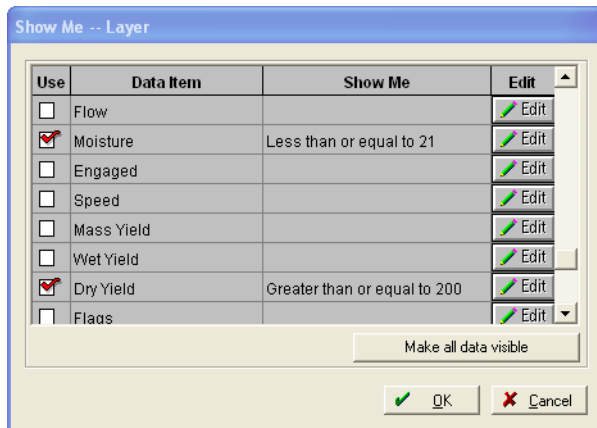 Show Me -- Layer
Use Data Item Show Me Edit
Flow Edit
Moisture Less than or equal to 21 Edit
Engaged Edit
Speed Edit
Mass Yield Edit
Wet Yield Edit
Dry Yield Greater than or equal to 200 Edit
Flags Edit
Make all data visible
OK Cancel